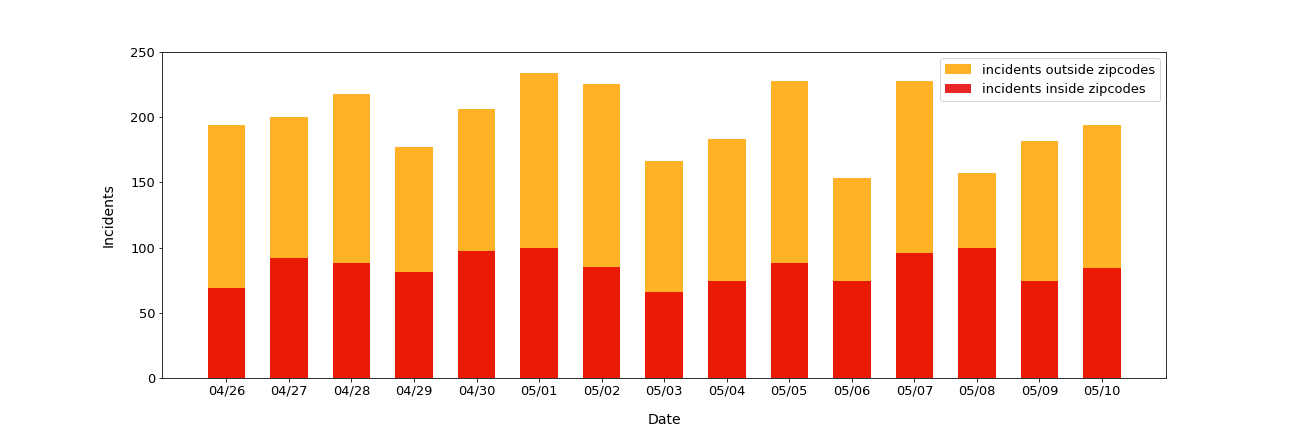 250
200
150
100
50
0
Incidents
incidents outside zipcodes
incidents inside zipcodes
04/26 04/27 04/28 04/29 04/30 05/01 05/02 05/03 05/04 05/05 05/06 05/07 05/08 05/09 05/10
Date